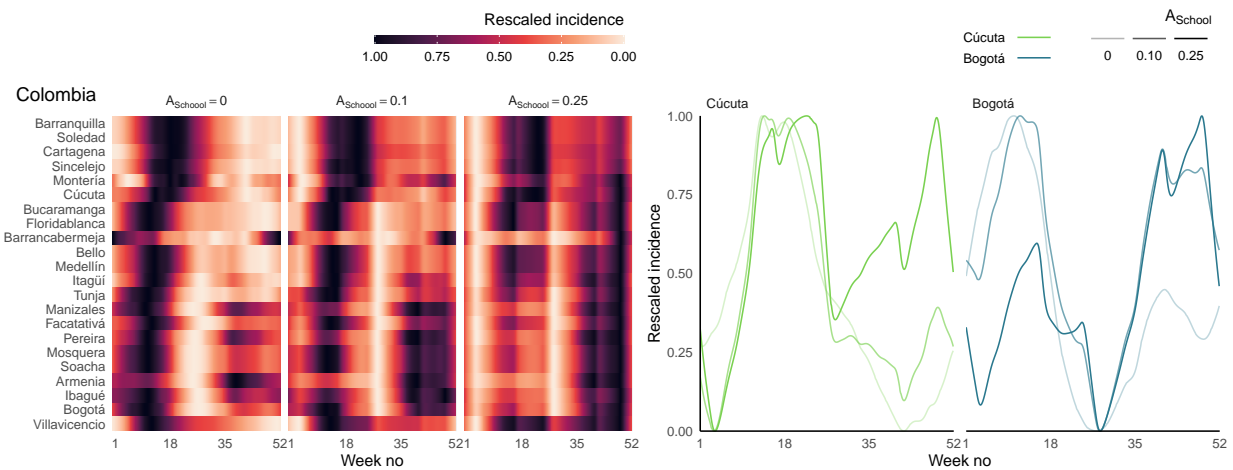 Rescaled incidence
1.00 0.75 0.50 0.25 0.00
A_School
Cúcuta
Bogotá
0 0.10 0.25
Colombia
A_Schoool = 0 A_Schoool = 0.1 A_Schoool = 0.25
Barranquilla
Soledad
Cartagena
Sincelejo
Montería
Cúcuta
Bucaramanga
Floridablanca
Barrancabermeja
Bello
Medellín
Itagüí
Tunja
Manizales
Facatativá
Pereira
Mosquera
Soacha
Armenia
Ibagué
Bogotá
Villavicencio
1 18 35 521 18 35 521 18 35 52
Week no
Cúcuta Bogotá
Rescaled incidence
1.00
0.75
0.50
0.25
0.00
1 18 35 521 18 35 52
Week no